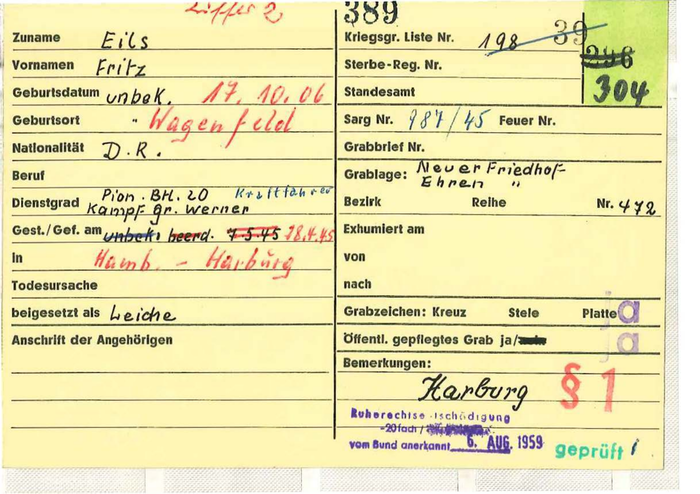 Ziffer 2
Zuname Eils
Vornamen Fritz
Geburtsdatum unbek. 17.10.06
Geburtsort " Wagenfeld
Nationalität D.R.
Beruf
Dienstgrad Pion. Btl. 20 Kraftfahrer
Kampf gr. Werner
Gest./Gef. am unbek. beerd. 7.5.45 18.4.45
in Hamb. - Harburg
Todesursache
beigesetzt als Leiche
Anschrift der Angehörigen
389
Kriegsgr. Liste Nr. 198 39
296
Sterbe-Reg. Nr.
304
Standesamt
Sarg Nr. 987/45 Feuer Nr.
Grabbrief Nr.
Grablage: Neuer Friedhof-
Ehren "
Bezirk Reihe Nr. 472
Exhumiert am
von
nach
Grabzeichen: Kreuz Stele Platte ja
Öffentl. gepflegtes Grab ja/nein ja
Bemerkungen:
Harburg § 1
Ruherechtsentschädigung
-20fach /
vom Bund anerkannt 6. AUG. 1959
geprüft